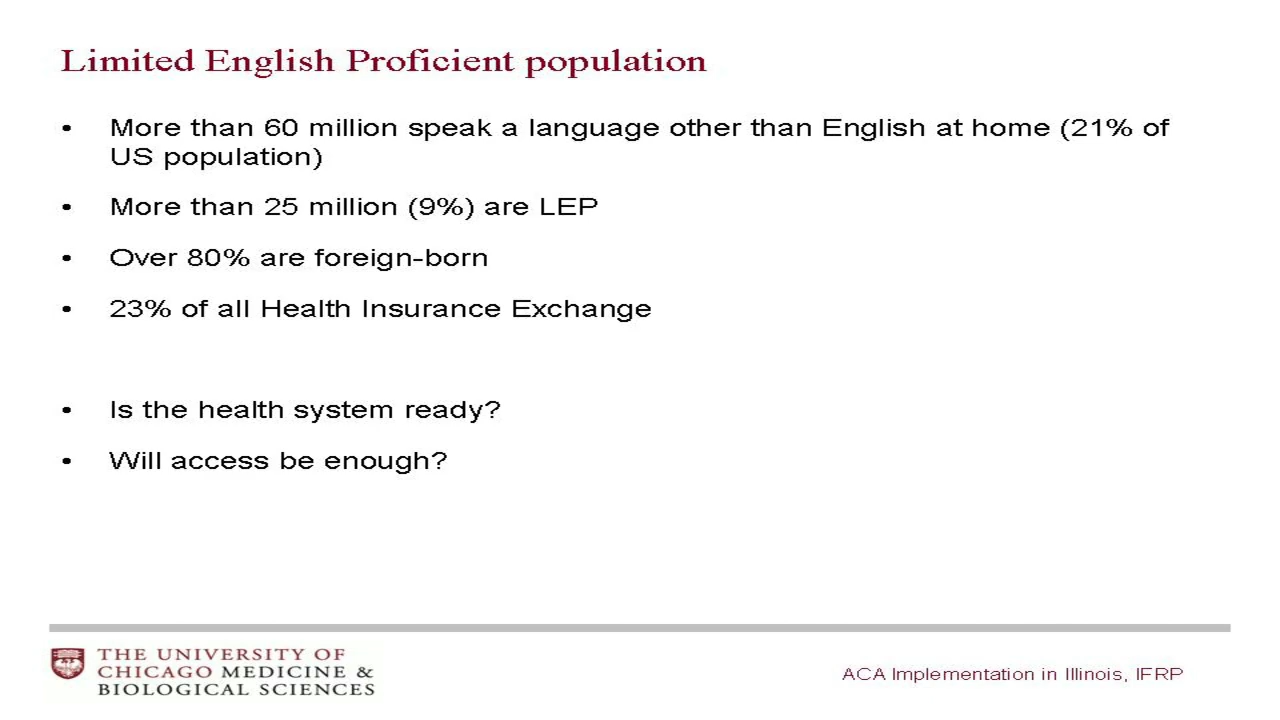 Limited English Proficient population
• More than 60 million speak a language other than English at home (21% of
US population)
• More than 25 million (9%) are LEP
• Over 80% are foreign-born
• 23% of all Health Insurance Exchange
• Is the health system ready?
• Will access be enough?
THE UNIVERSITY OF
CHICAGO MEDICINE &
BIOLOGICAL SCIENCES
ACA Implementation in Illinois, IFRP